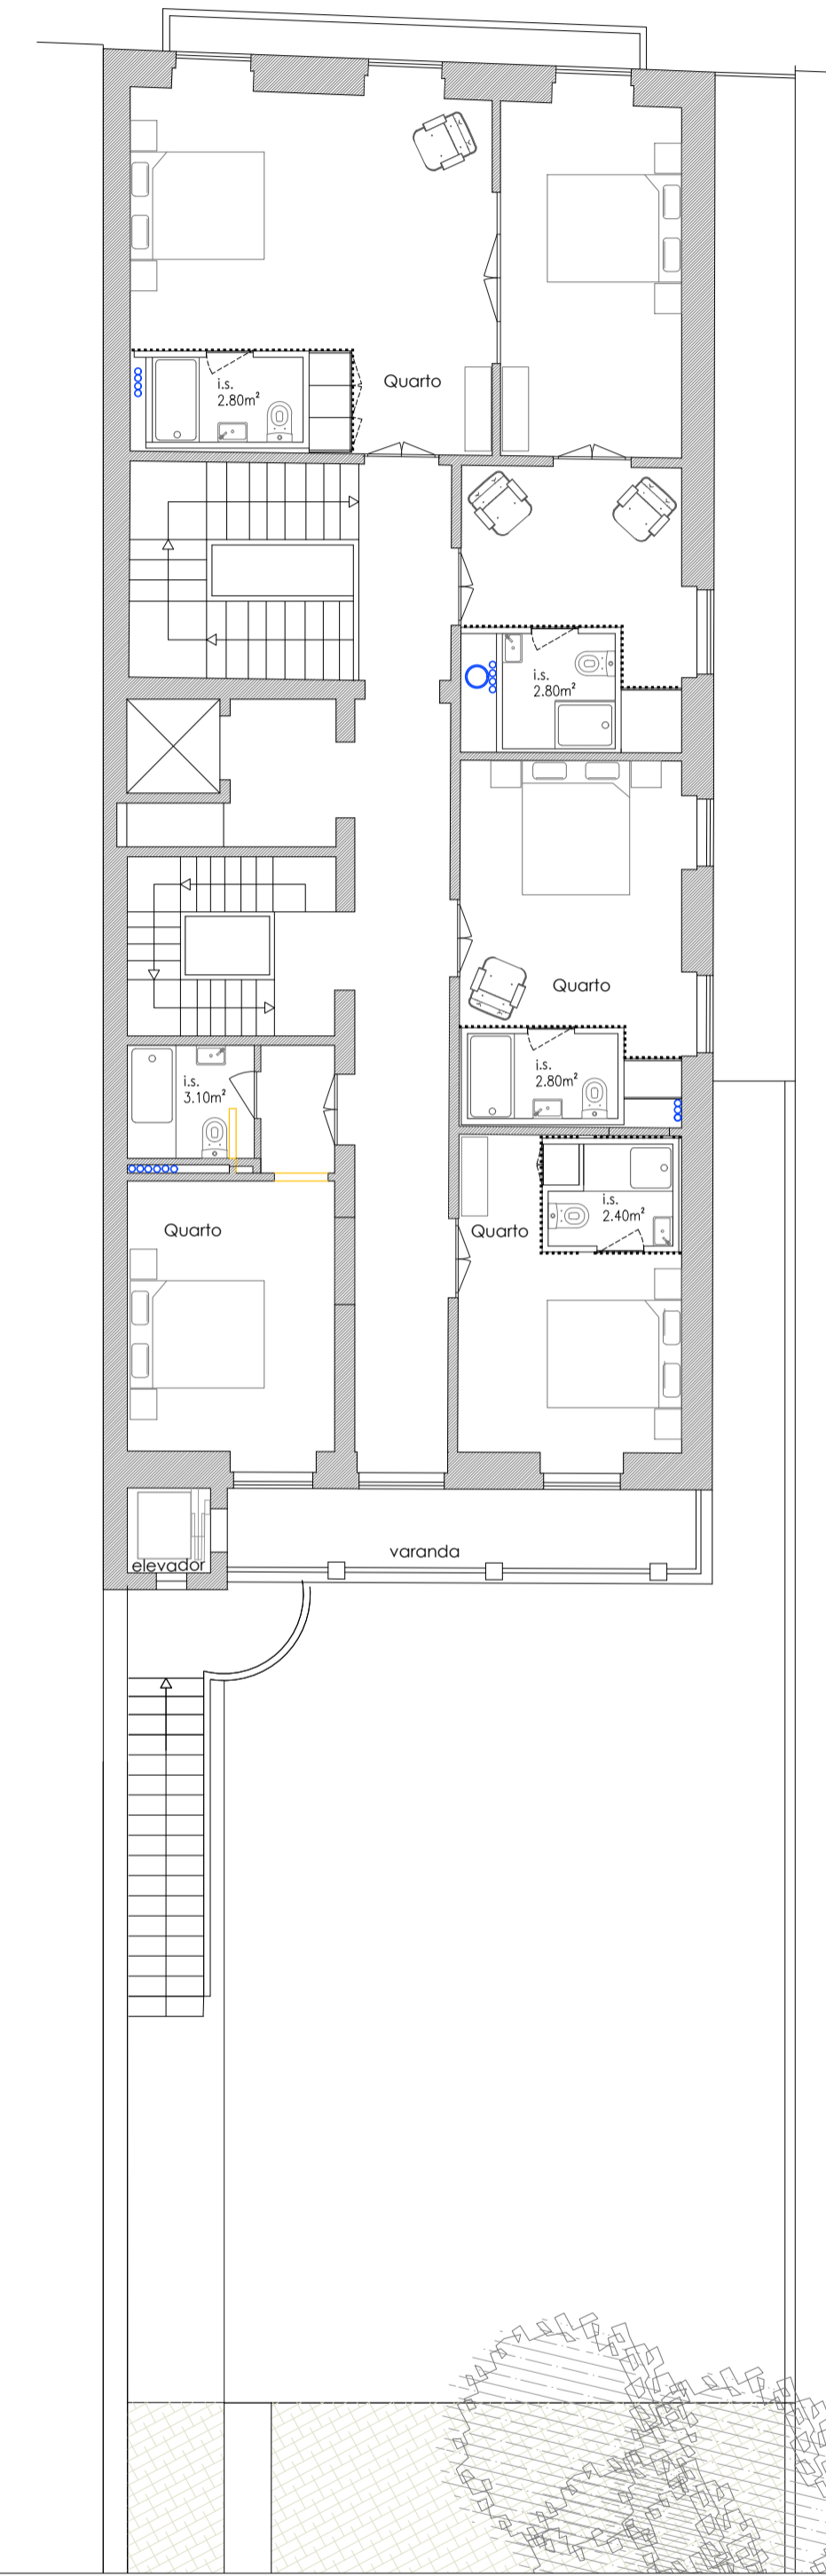 Quarto
i.s.
2.80m²
i.s.
2.80m²
Quarto
i.s.
2.80m²
i.s.
3.10m²
Quarto
Quarto
i.s.
2.40m²
varanda
elevador